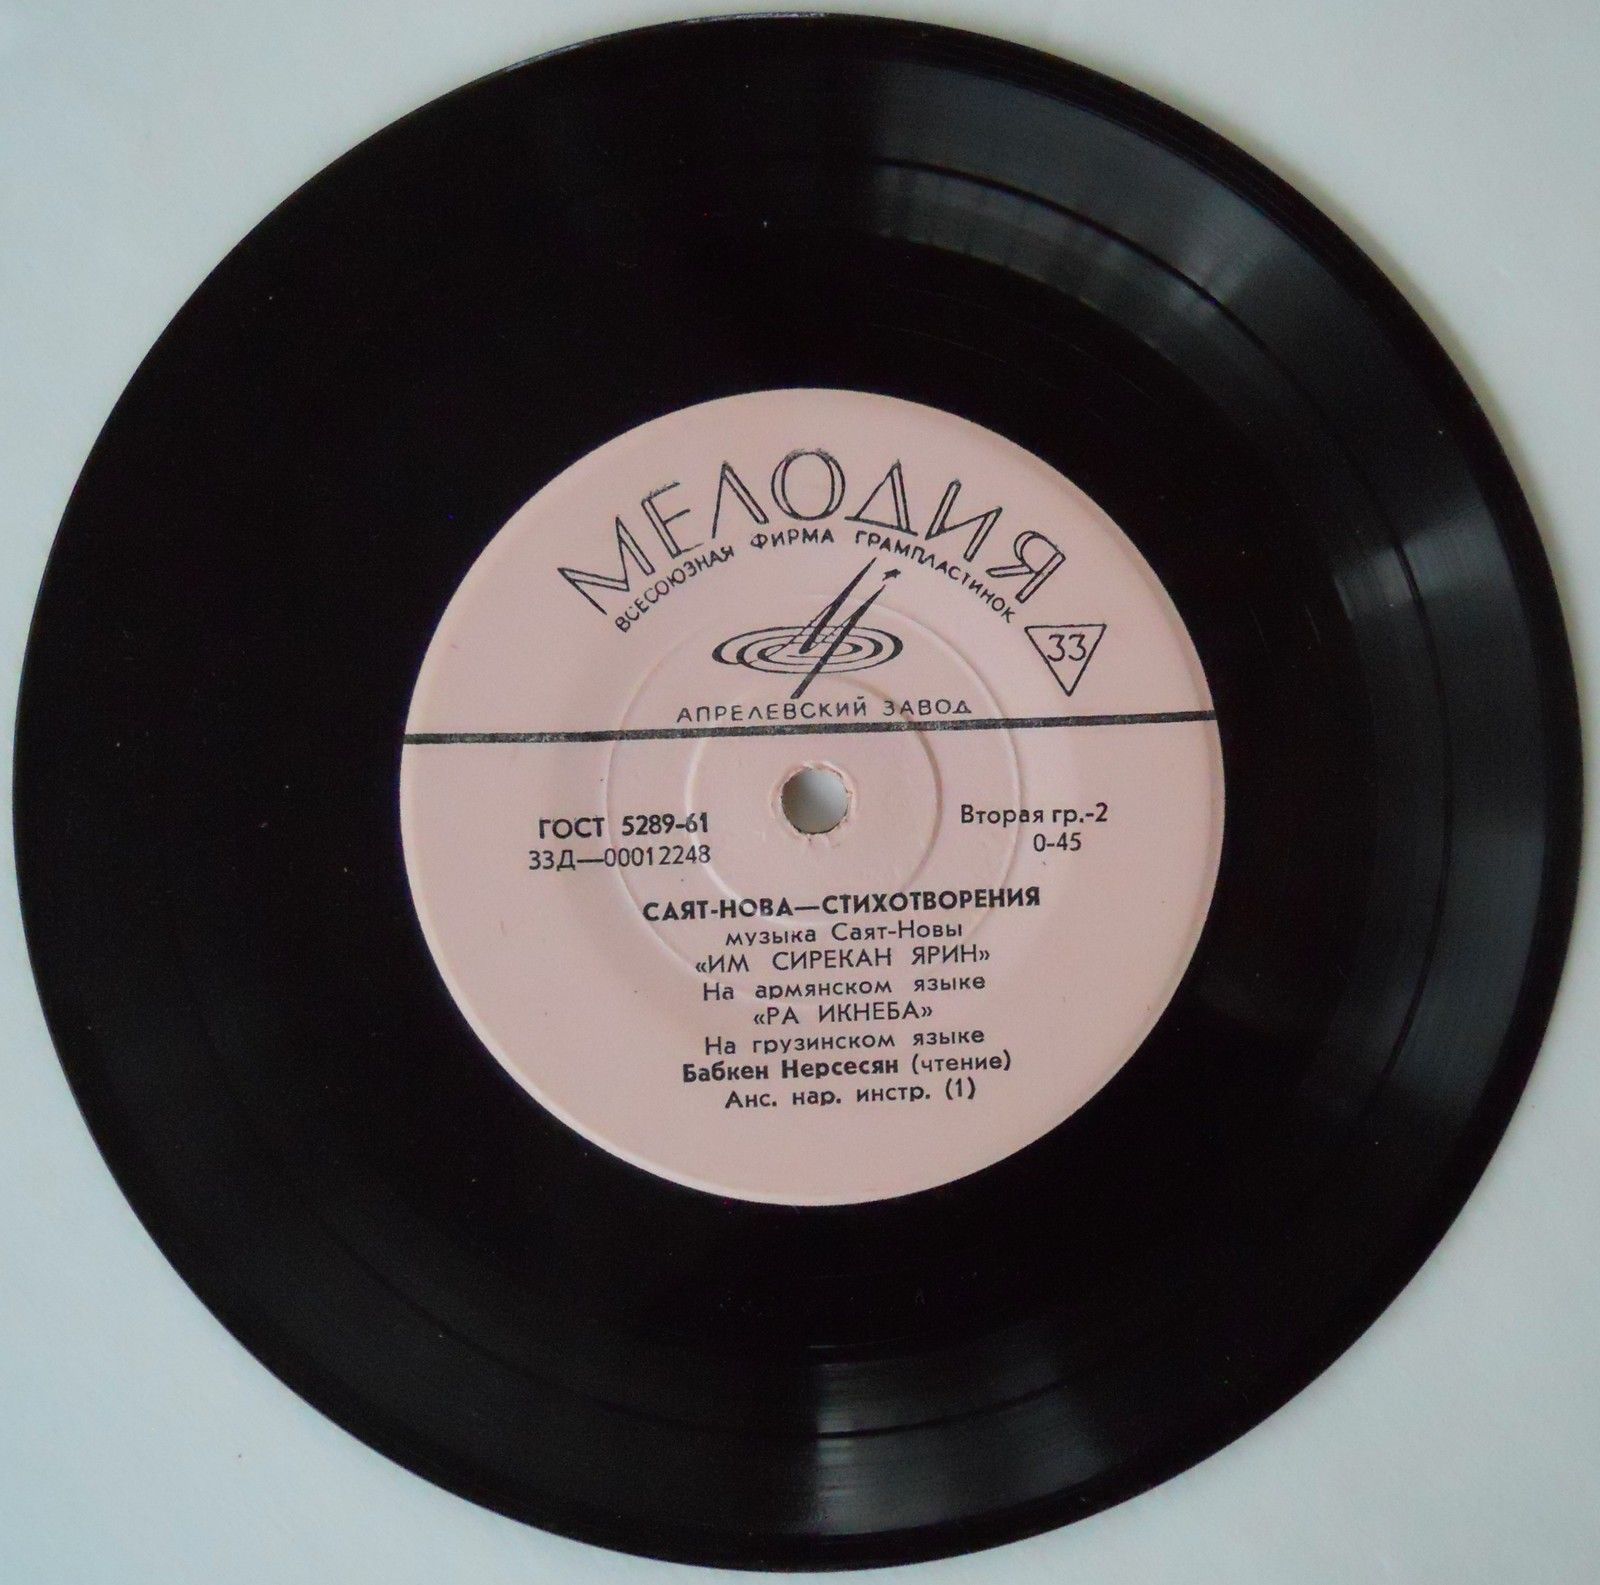 МЕЛОДИЯ
ВСЕСОЮЗНАЯ ФИРМА ГРАМПЛАСТИНОК
33
АПРЕЛЕВСКИЙ ЗАВОД
ГОСТ 5289-61
Вторая гр.-2
33Д—00012248
0-45
САЯТ-НОВА—СТИХОТВОРЕНИЯ
музыка Саят-Новы
«ИМ СИРЕКАН ЯРИН»
На армянском языке
«РА ИКНЕБА»
На грузинском языке
Бабкен Нерсесян (чтение)
Анс. нар. инстр. (1)